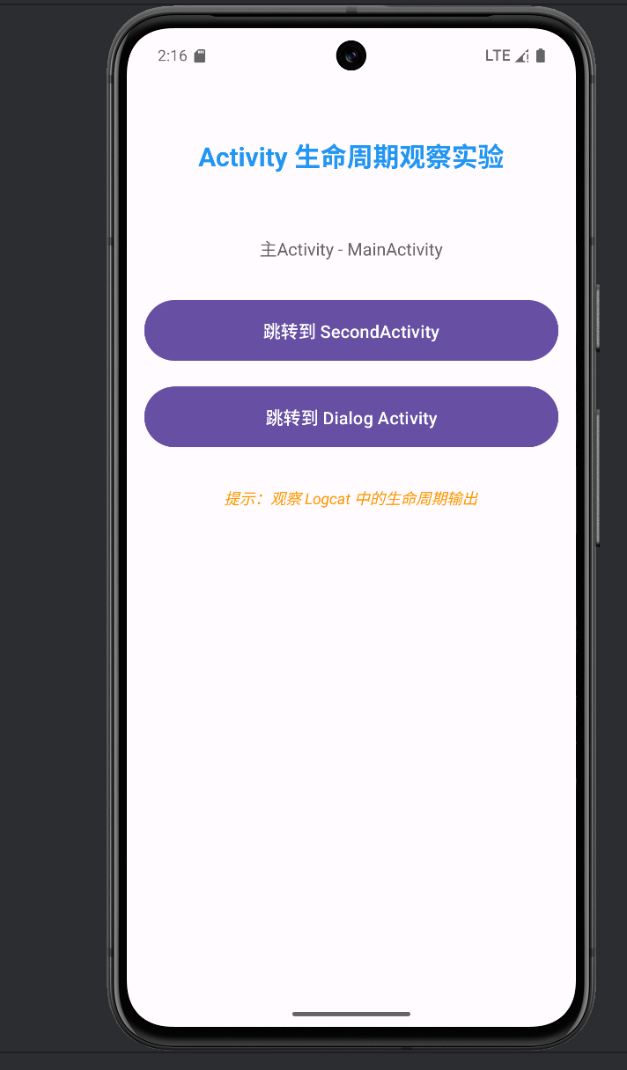 2:16 LTE
Activity 生命周期观察实验
主Activity - MainActivity
跳转到 SecondActivity
跳转到 Dialog Activity
提示：观察 Logcat 中的生命周期输出